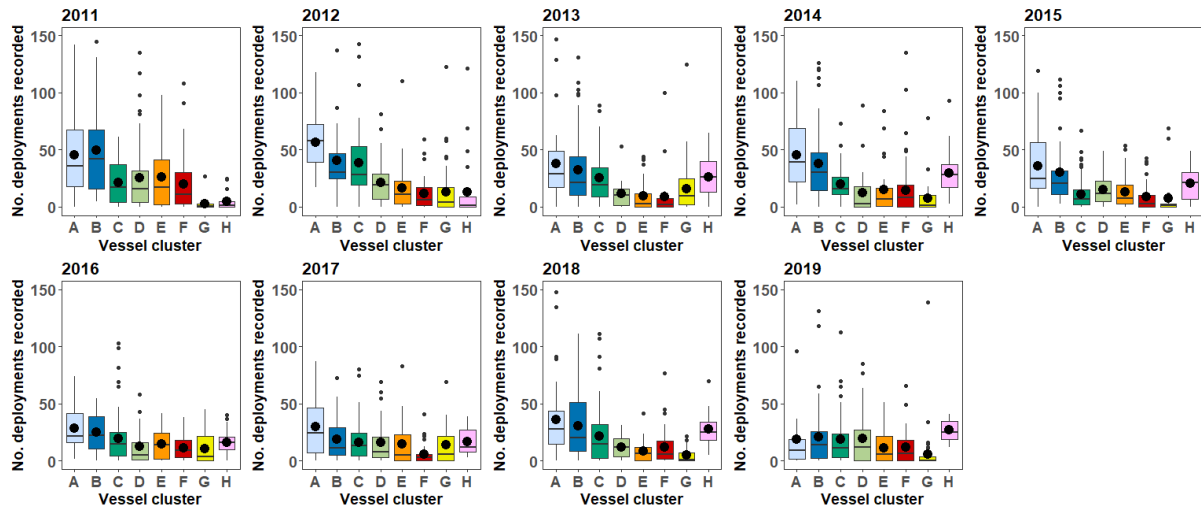 2011
No. deployments recorded
150
100
50
0
A B C D E F G H
Vessel cluster
2012
No. deployments recorded
150
100
50
0
A B C D E F G H
Vessel cluster
2013
No. deployments recorded
150
100
50
0
A B C D E F G H
Vessel cluster
2014
No. deployments recorded
150
100
50
0
A B C D E F G H
Vessel cluster
2015
No. deployments recorded
150
100
50
0
A B C D E F G H
Vessel cluster
2016
No. deployments recorded
150
100
50
0
A B C D E F G H
Vessel cluster
2017
No. deployments recorded
150
100
50
0
A B C D E F G H
Vessel cluster
2018
No. deployments recorded
150
100
50
0
A B C D E F G H
Vessel cluster
2019
No. deployments recorded
150
100
50
0
A B C D E F G H
Vessel cluster